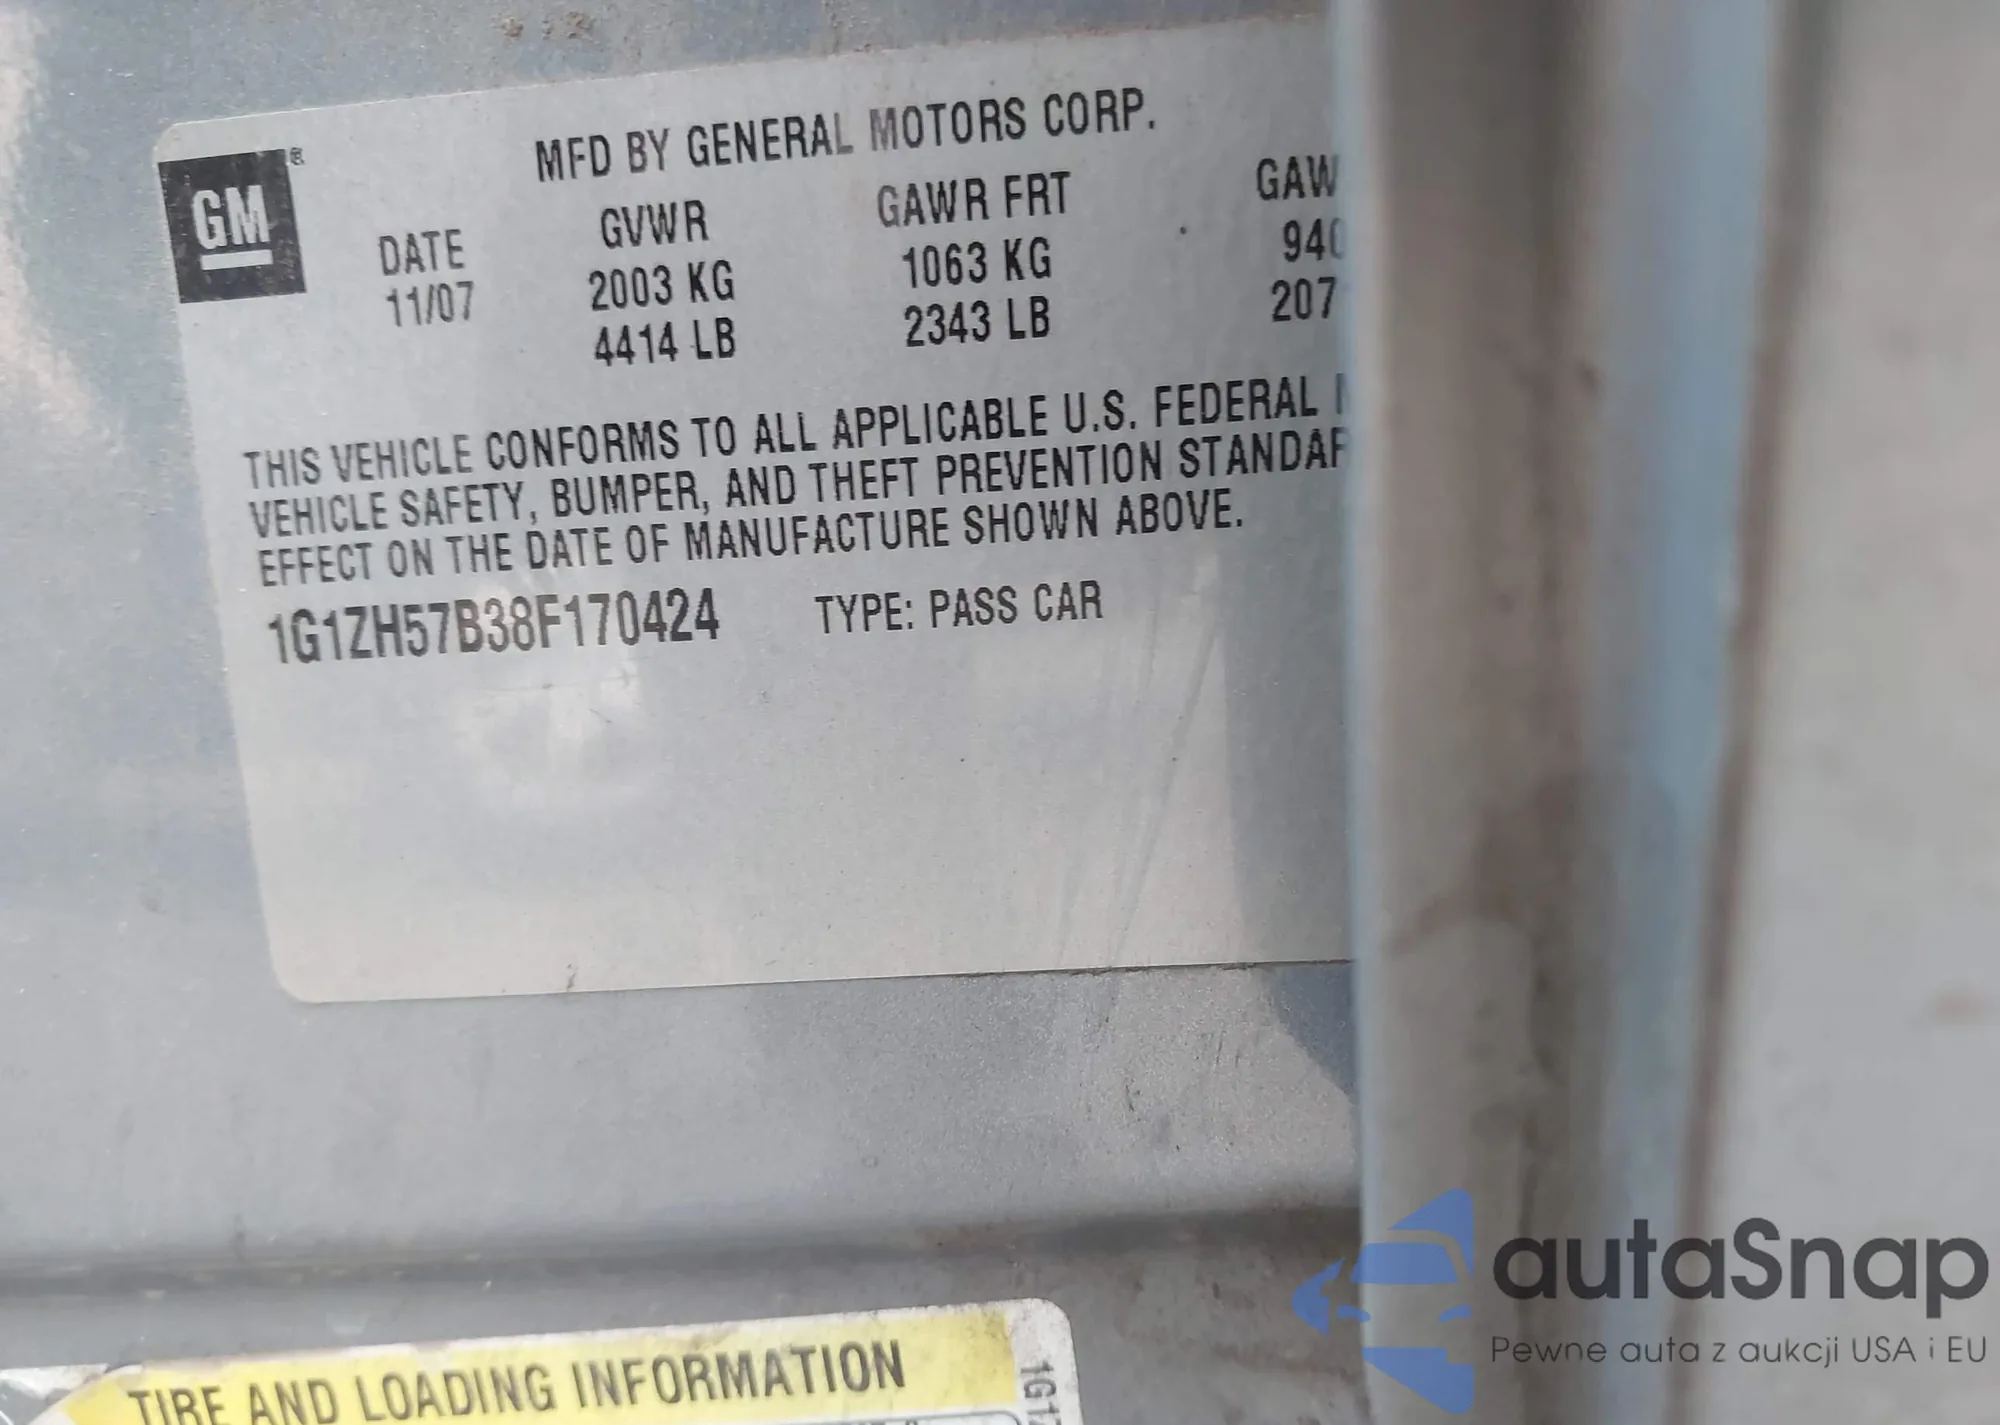 MFD BY GENERAL MOTORS CORP.
GM
DATE GVWR GAWR FRT
11/07 2003 KG 1063 KG
4414 LB 2343 LB
THIS VEHICLE CONFORMS TO ALL APPLICABLE U.S. FEDERAL
VEHICLE SAFETY, BUMPER, AND THEFT PREVENTION
EFFECT ON THE DATE OF MANUFACTURE SHOWN ABOVE.
1G1ZH57B38F170424 TYPE: PASS CAR
TIRE AND LOADING INFORMATION
autaSnap
Pewne auta z aukcji USA i EU